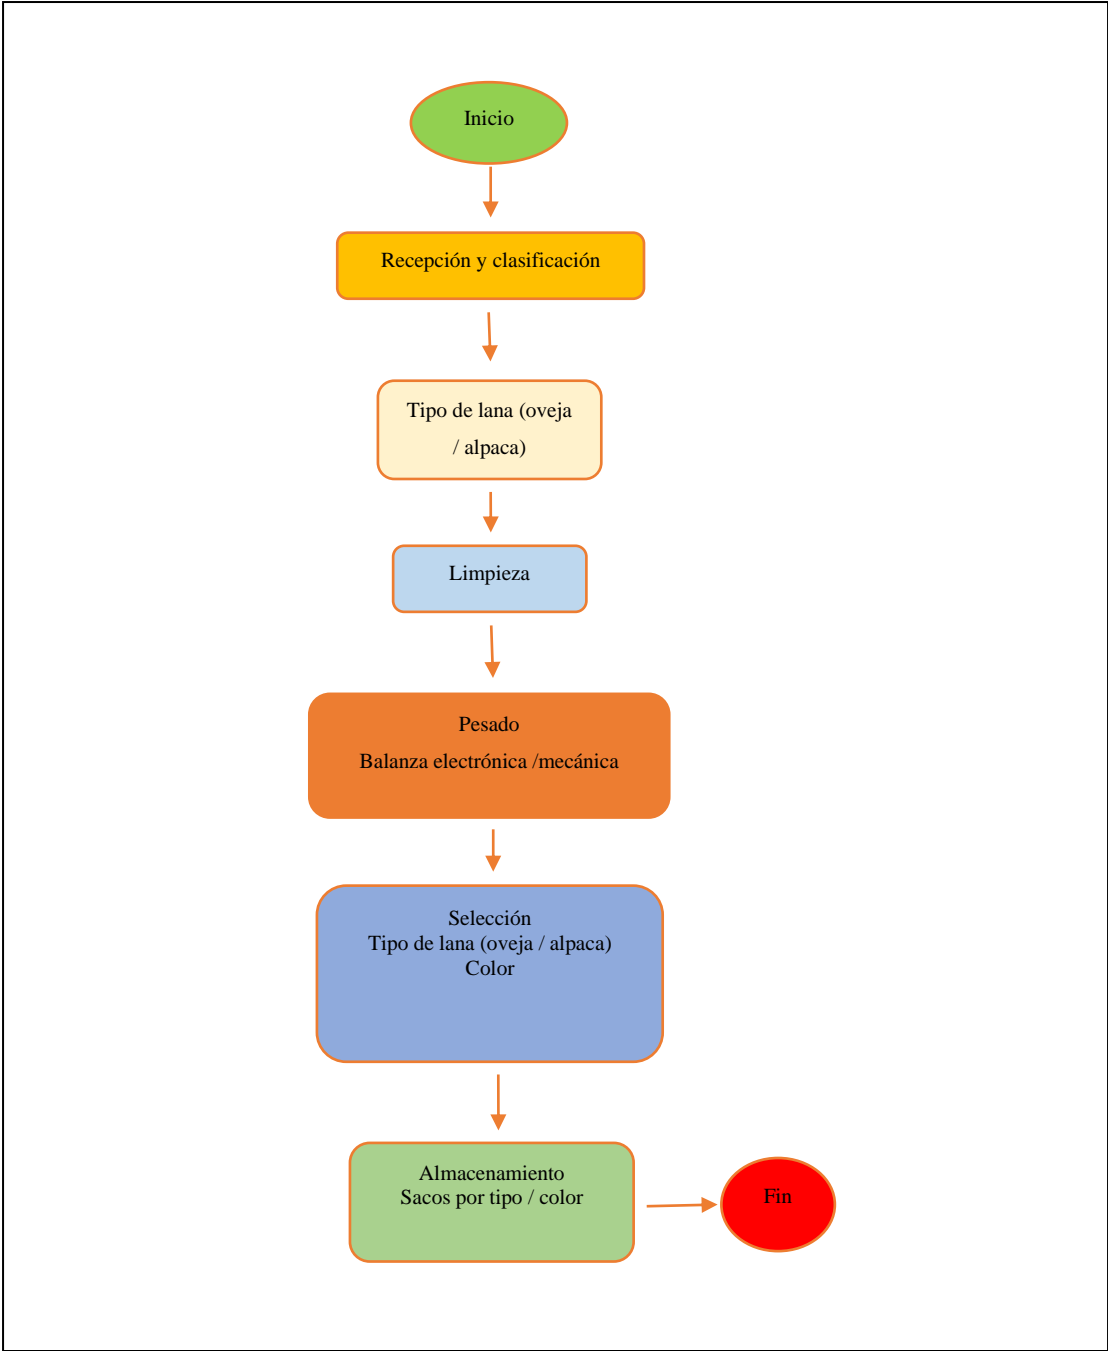 Inicio
Recepción y clasificación
Tipo de lana (oveja
/ alpaca)
Limpieza
Pesado
Balanza electrónica /mecánica
Selección
Tipo de lana (oveja / alpaca)
Color
Almacenamiento
Sacos por tipo / color
Fin